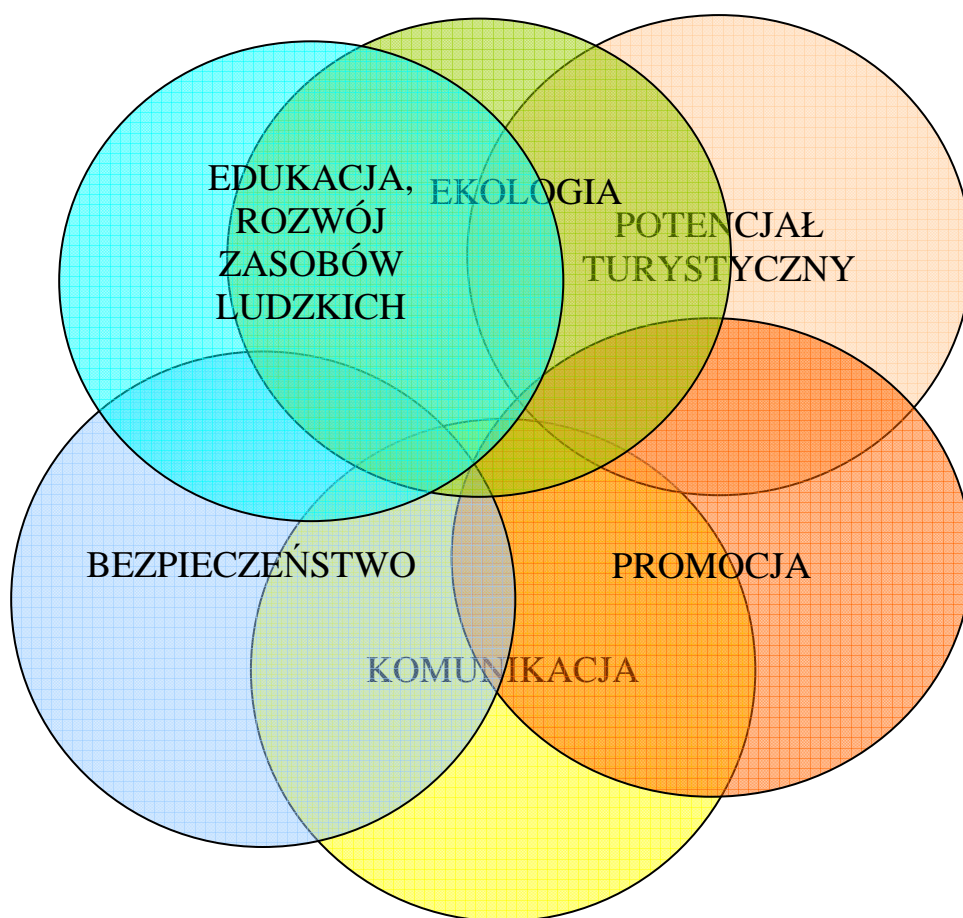 EDUKACJA,
ROZWÓJ
ZASOBÓW
LUDZKICH
EKOLOGIA
POTENCJAŁ
TURYSTYCZNY
BEZPIECZEŃSTWO
PROMOCJA
KOMUNIKACJA